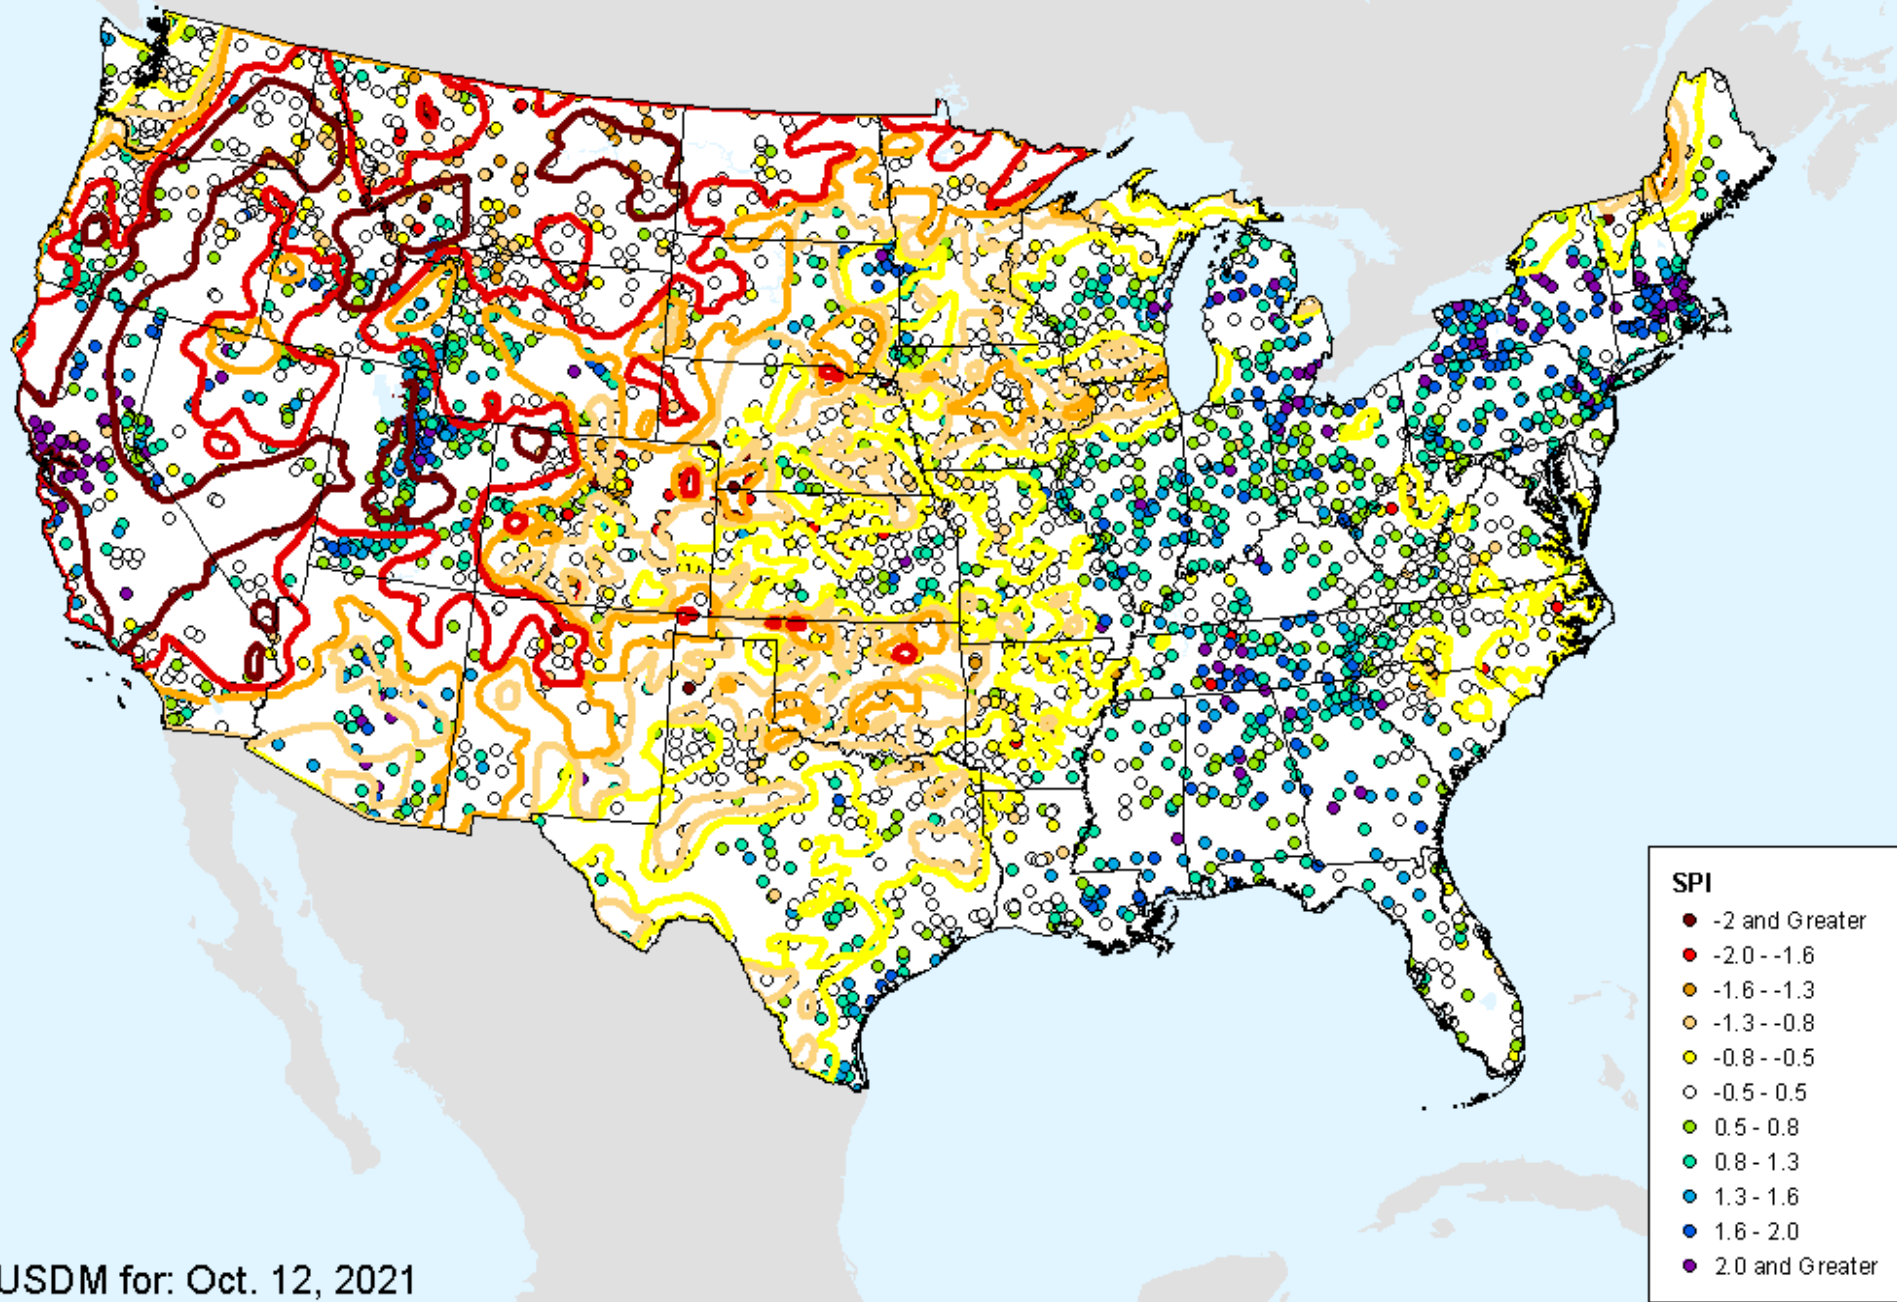 SPI
-2 and Greater
-2.0 - -1.6
-1.6 - -1.3
-1.3 - -0.8
-0.8 - -0.5
-0.5 - 0.5
0.5 - 0.8
0.8 - 1.3
1.3 - 1.6
1.6 - 2.0
2.0 and Greater
USDM for: Oct. 12, 2021